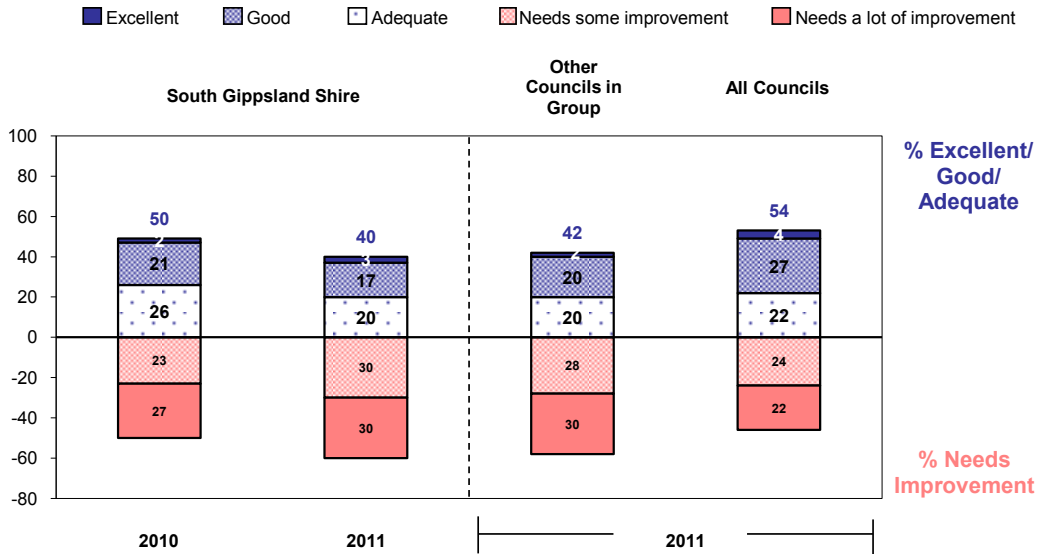 Excellent Good Adequate Needs some improvement Needs a lot of improvement
South Gippsland Shire
Other
Councils in
Group
All Councils
100
80
60
40
20
0
-20
-40
-60
-80
50
2
21
26
23
27
40
3
17
20
30
30
42
2
20
20
28
30
54
4
27
22
24
22
% Excellent/
Good/
Adequate
% Needs
Improvement
2010 2011 2011